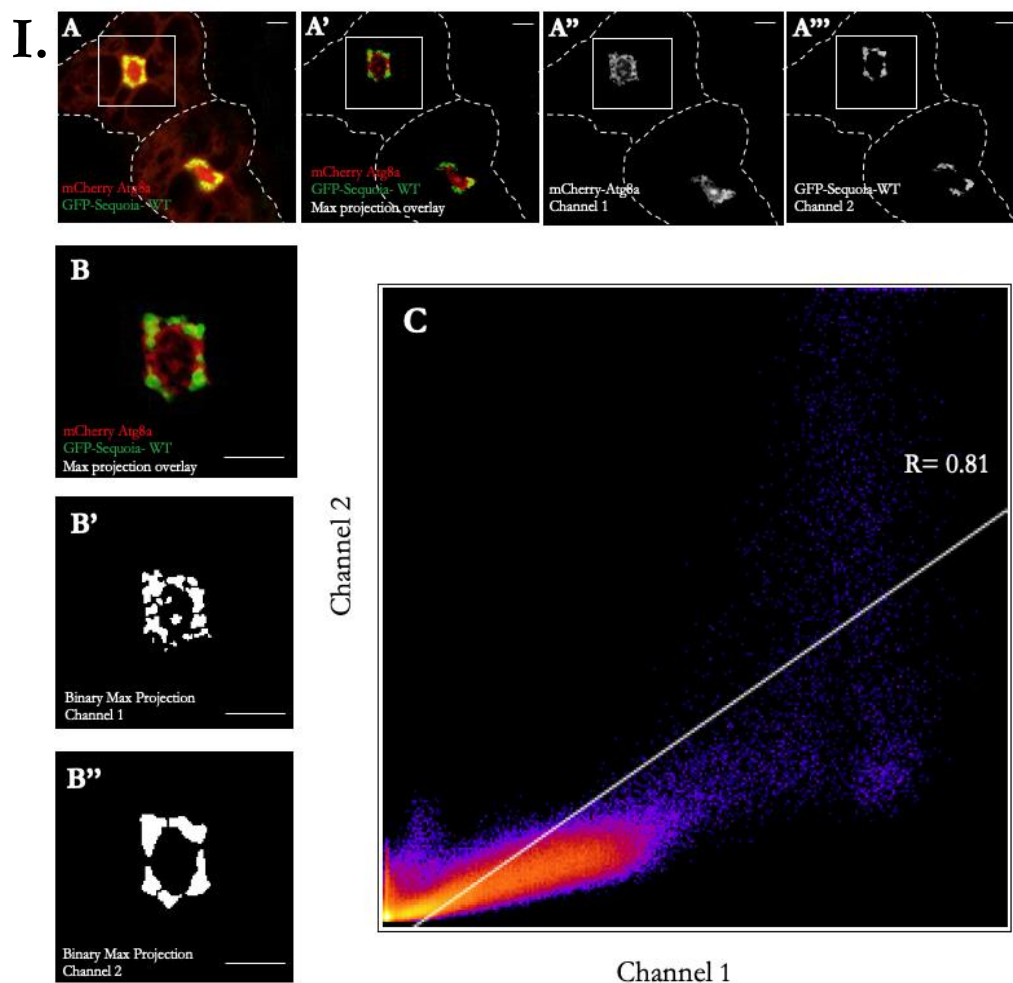 I.
A
mCherry Atg8a
GFP-Sequoia- WT
A’
mCherry Atg8a
GFP-Sequoia- WT
Max projection overlay
A’’
mCherry-Atg8a
Channel 1
A’’’
GFP-Sequoia-WT
Channel 2
B
mCherry Atg8a
GFP-Sequoia- WT
Max projection overlay
B’
Binary Max Projection
Channel 1
B’’
Binary Max Projection
Channel 2
C
R= 0.81
Channel 2
Channel 1